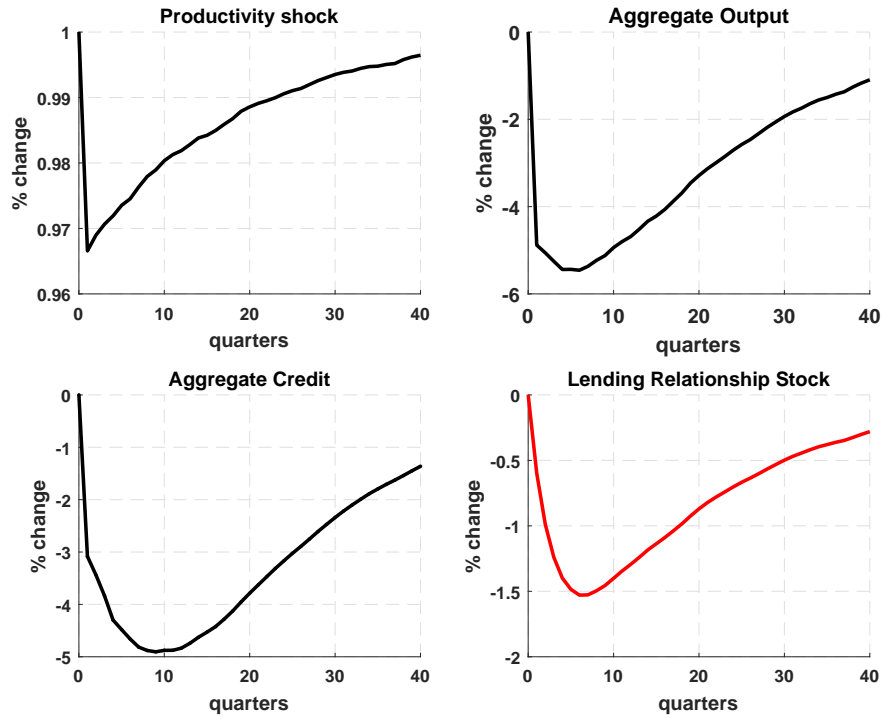 Productivity shock
1
0.99
0.98
0.97
0.96
% change
0 10 20 30 40
quarters
Aggregate Output
0
-2
-4
-6
% change
0 10 20 30 40
quarters
Aggregate Credit
0
-1
-2
-3
-4
-5
% change
0 10 20 30 40
quarters
Lending Relationship Stock
0
-0.5
-1
-1.5
-2
% change
0 10 20 30 40
quarters